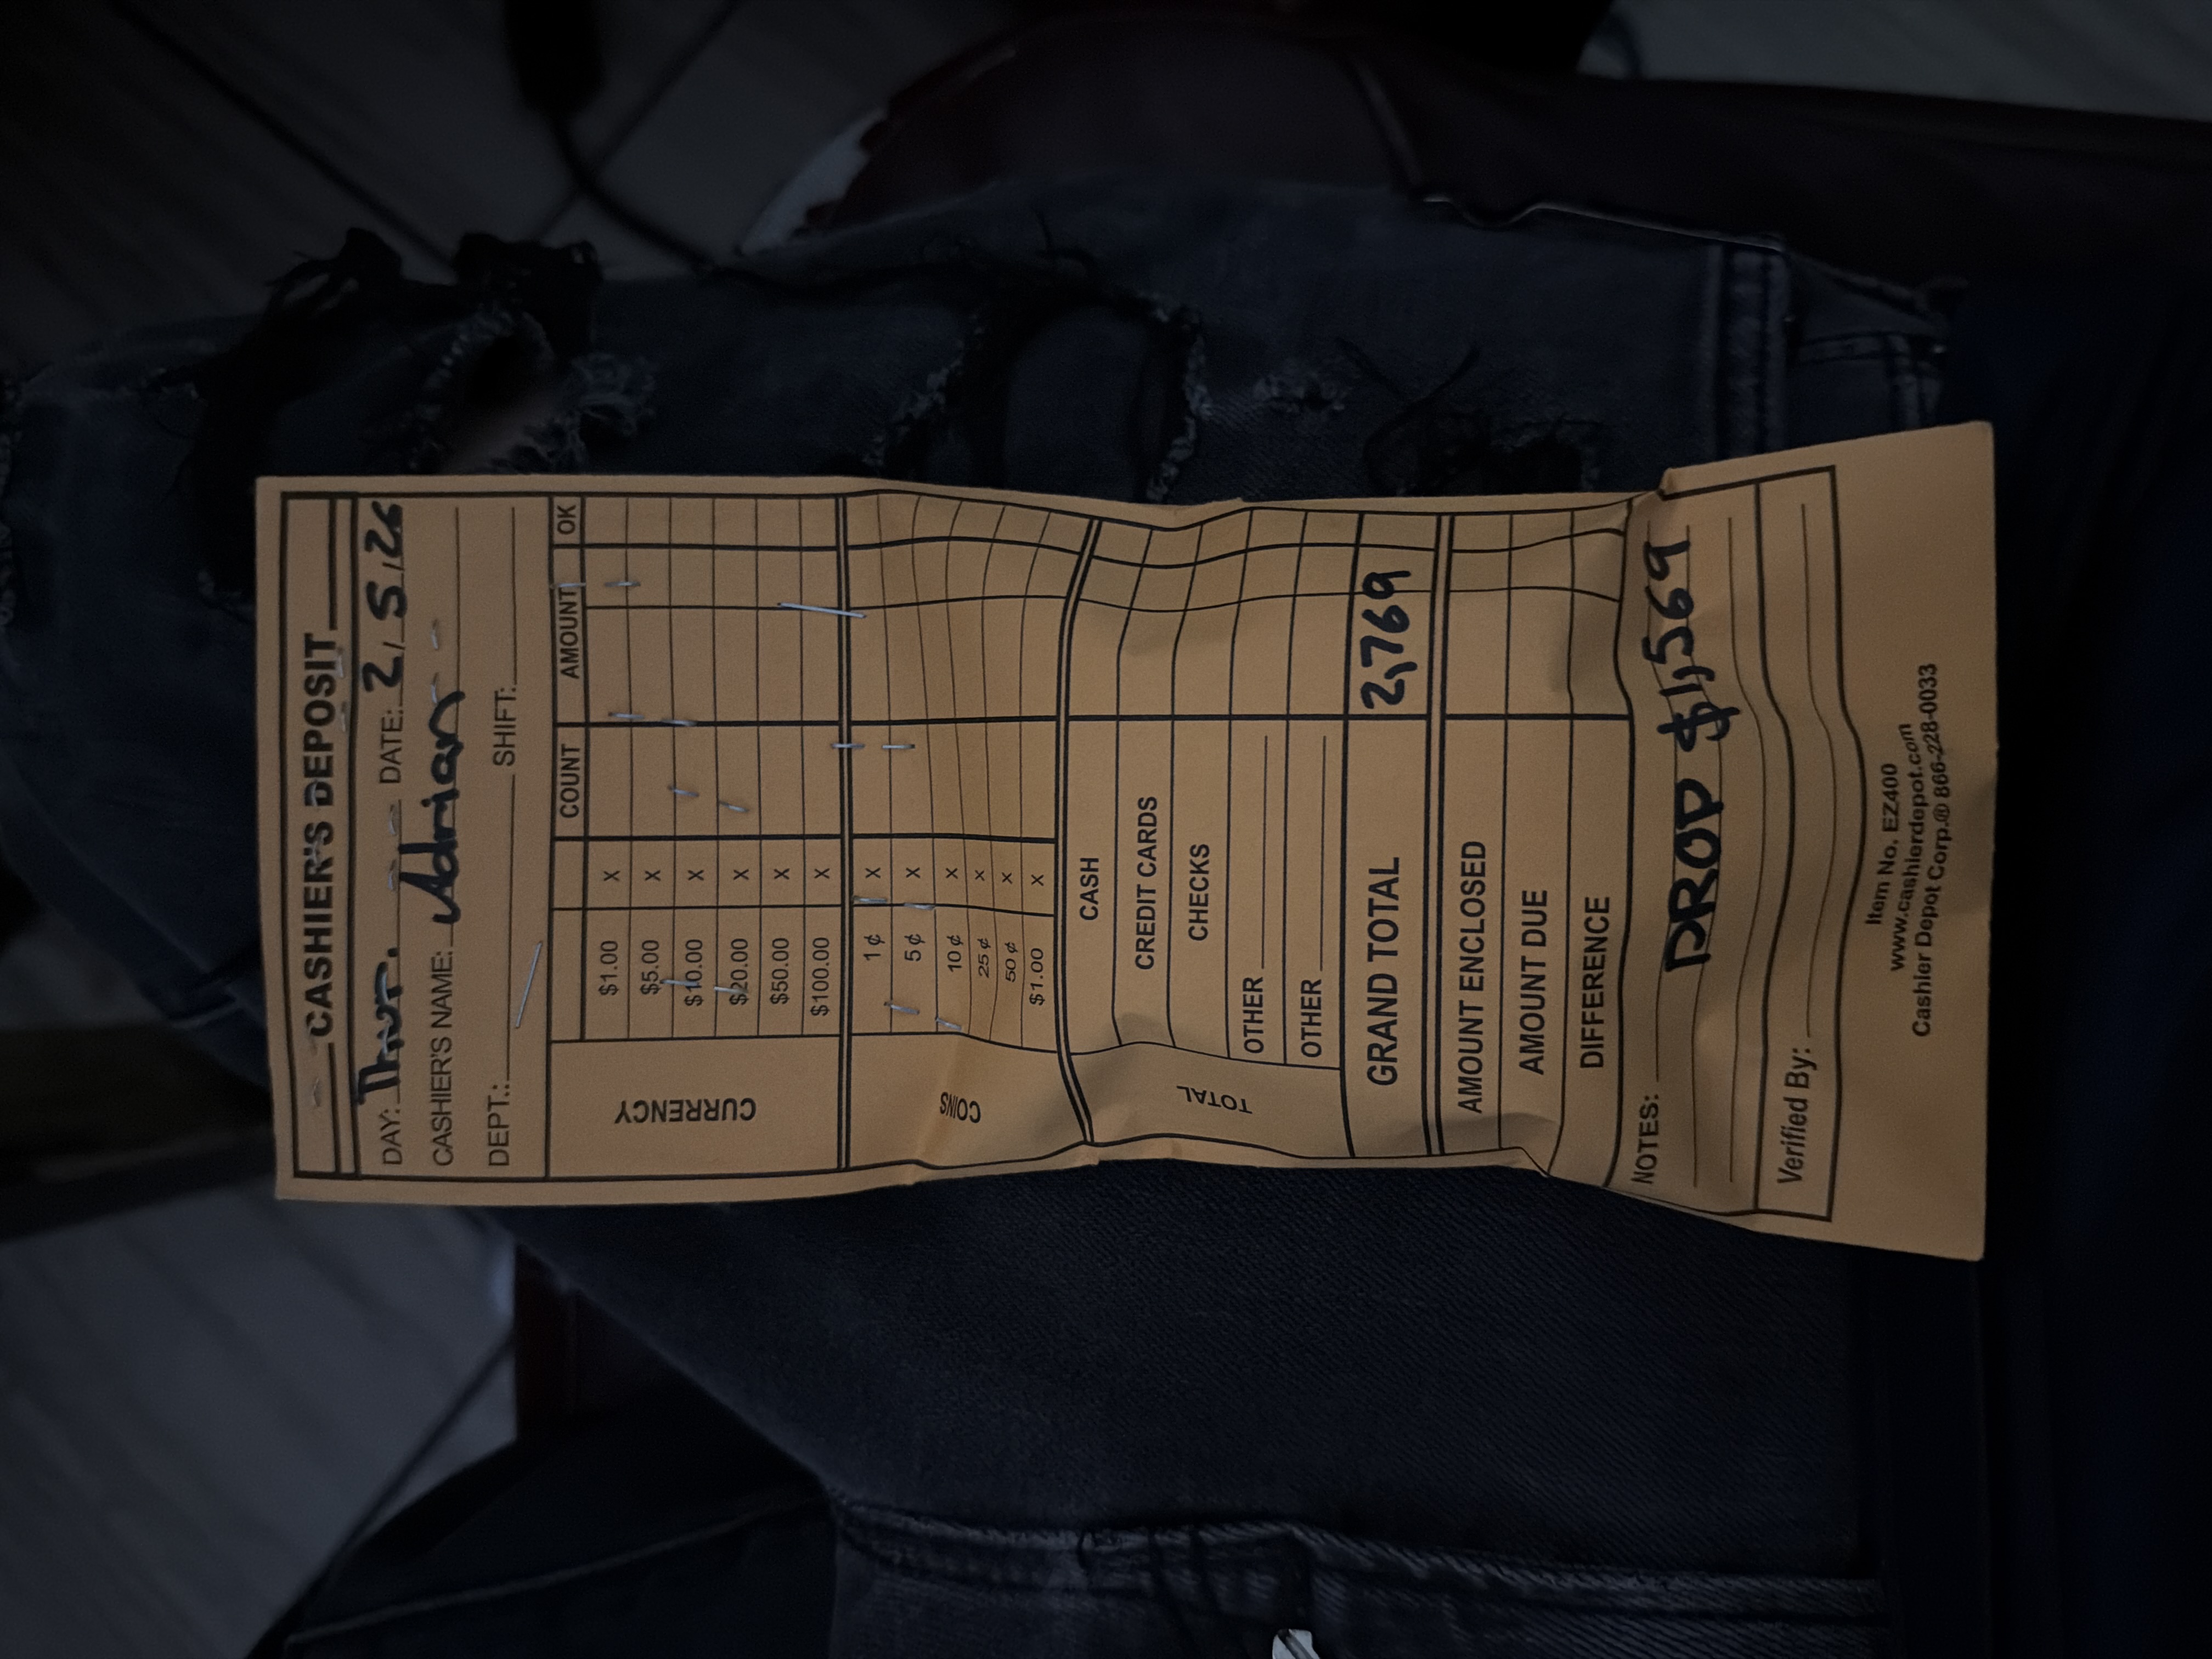 CASHIER'S DEPOSIT
DAY: Thur. DATE: 2/5/26
CASHIER'S NAME: Adrian
DEPT.: SHIFT:
COUNT AMOUNT OK
CURRENCY
$1.00 X
$5.00 X
$10.00 X
$20.00 X
$50.00 X
$100.00 X
COINS
1 ¢ X
5 ¢ X
10 ¢ X
25 ¢ X
50 ¢ X
$1.00 X
TOTAL
CASH
CREDIT CARDS
CHECKS
OTHER
OTHER
GRAND TOTAL 2,769
AMOUNT ENCLOSED
AMOUNT DUE
DIFFERENCE
NOTES: DROP $1,569
Verified By:
Item No. EZ400
www.cashierdepot.com
Cashier Depot Corp.® 866-228-0033